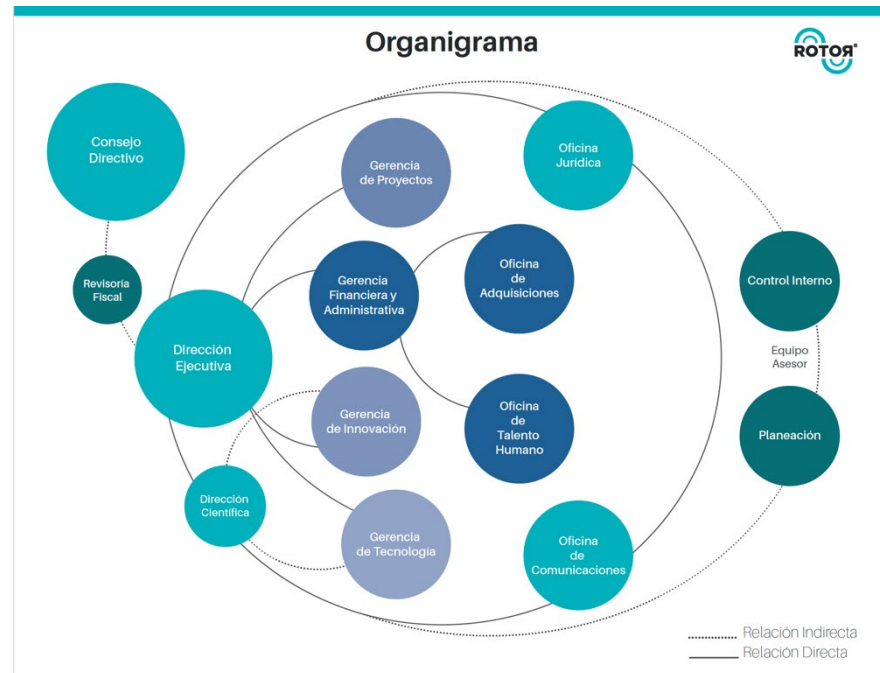 Organigrama
ROTOR®
Consejo
Directivo
Oficina
Jurídica
Gerencia
de Proyectos
Revisoría
Fiscal
Gerencia
Financiera y
Administrativa
Oficina
de
Adquisiciones
Control Interno
Dirección
Ejecutiva
Equipo
Asesor
Gerencia
de Innovación
Oficina
de
Talento
Humano
Planeación
Dirección
Científica
Gerencia
de Tecnología
Oficina
de
Comunicaciones
Relación Indirecta
Relación Directa